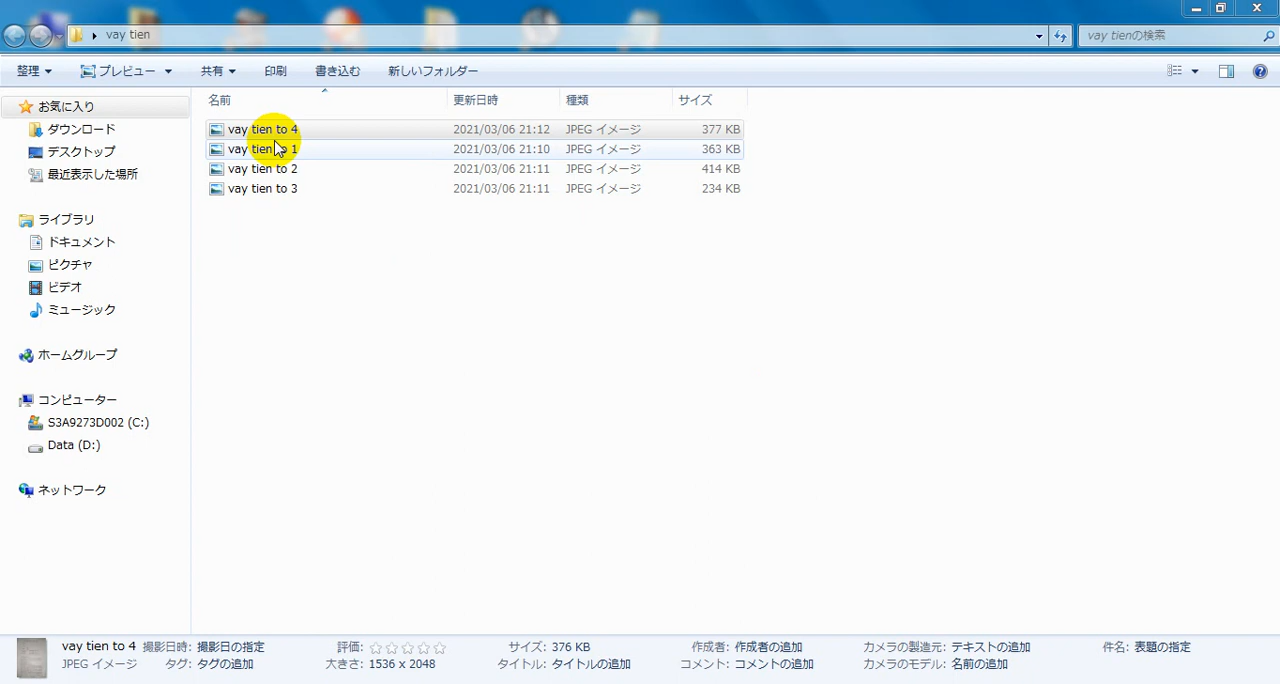 vay tien
vay tienの検索
整理 プレビュー 共有 印刷 書き込む 新しいフォルダー
名前 更新日時 種類 サイズ
お気に入り
ダウンロード
デスクトップ
最近表示した場所
ライブラリ
ドキュメント
ピクチャ
ビデオ
ミュージック
ホームグループ
コンピューター
S3A9273D002 (C:)
Data (D:)
ネットワーク
vay tien to 4 2021/03/06 21:12 JPEG イメージ 377 KB
vay tien to 1 2021/03/06 21:10 JPEG イメージ 363 KB
vay tien to 2 2021/03/06 21:11 JPEG イメージ 414 KB
vay tien to 3 2021/03/06 21:11 JPEG イメージ 234 KB
vay tien to 4 撮影日時: 撮影日の指定 評価: サイズ: 376 KB 作成者: 作成者の追加 カメラの製造元: テキストの追加 件名: 表題の指定
JPEG イメージ タグ: タグの追加 大きさ: 1536 x 2048 タイトル: タイトルの追加 コメント: コメントの追加 カメラのモデル: 名前の追加